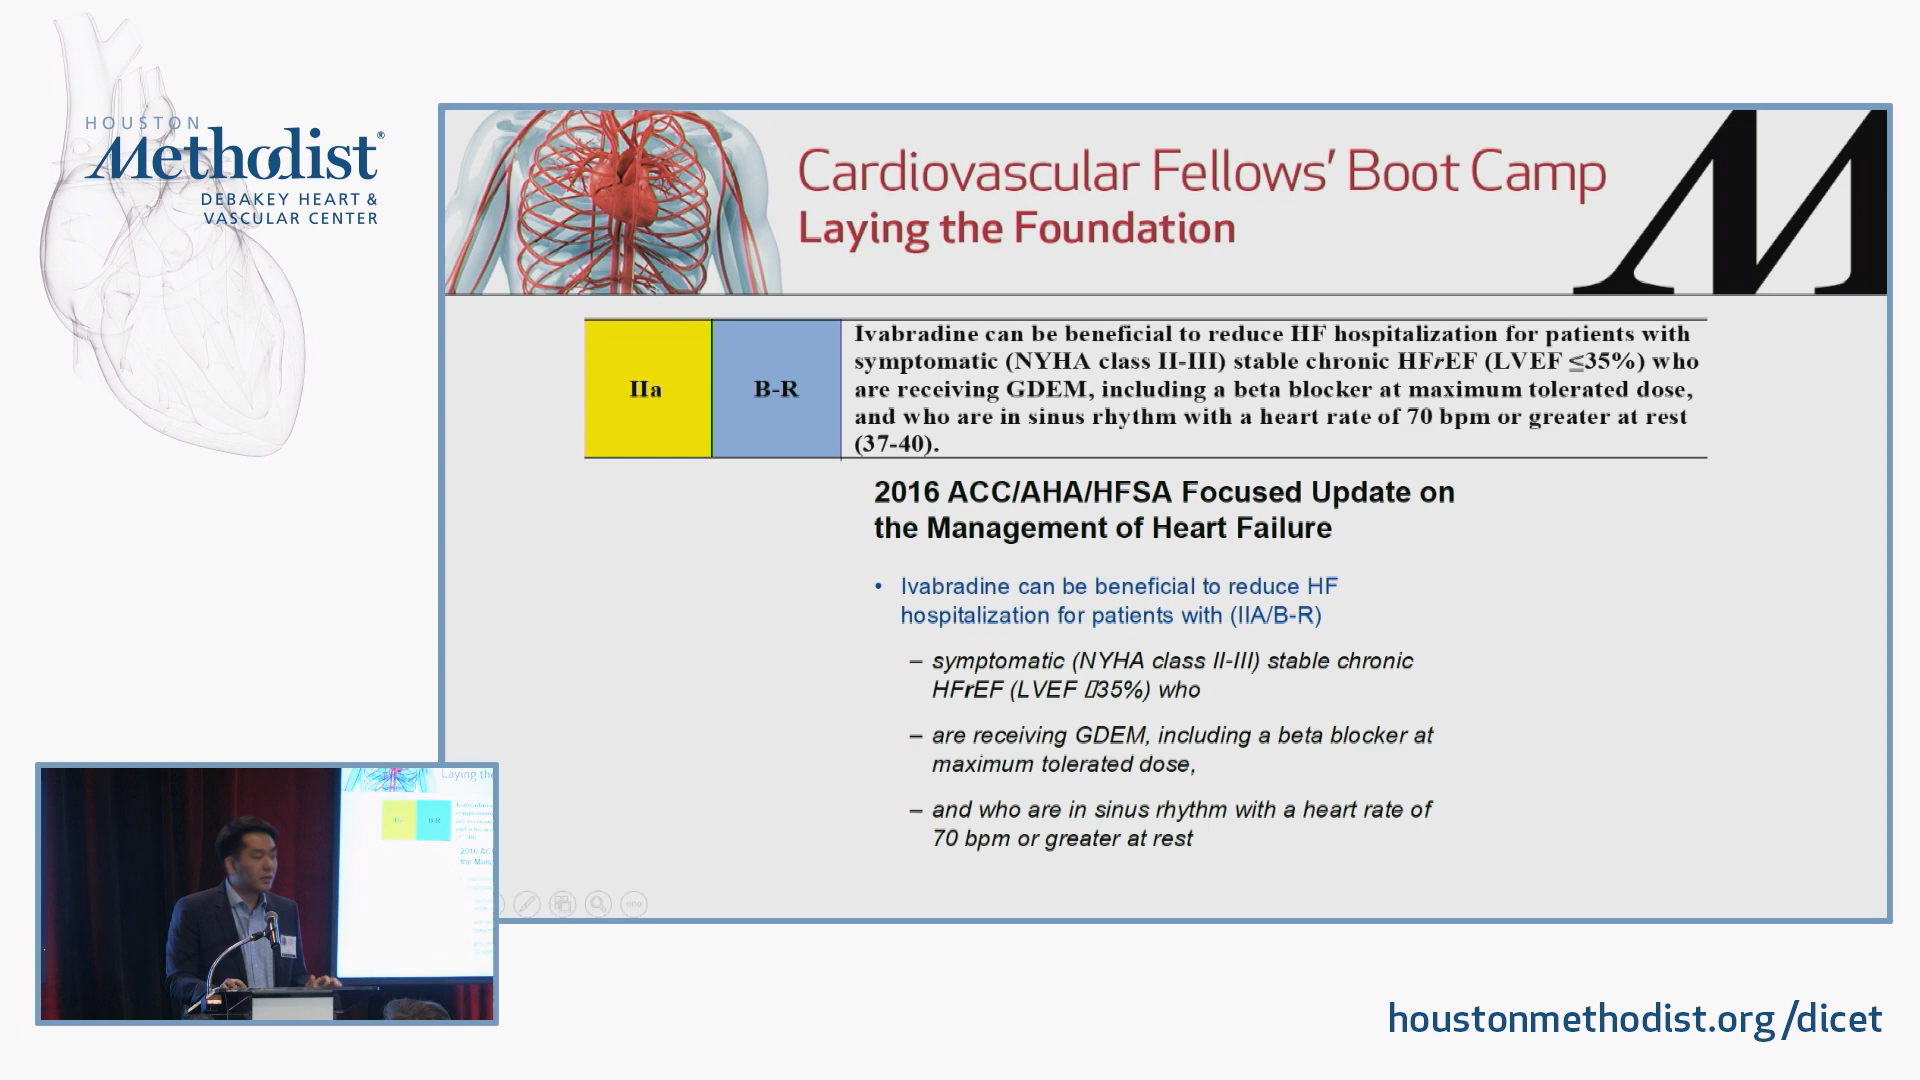 HOUSTON
Methodist®
DEBAKEY HEART &
VASCULAR CENTER
Cardiovascular Fellows' Boot Camp
Laying the Foundation
M
IIa
B-R
Ivabradine can be beneficial to reduce HF hospitalization for patients with
symptomatic (NYHA class II-III) stable chronic HFrEF (LVEF ≤35%) who
are receiving GDEM, including a beta blocker at maximum tolerated dose,
and who are in sinus rhythm with a heart rate of 70 bpm or greater at rest
(37-40).
2016 ACC/AHA/HFSA Focused Update on
the Management of Heart Failure
• Ivabradine can be beneficial to reduce HF
hospitalization for patients with (IIA/B-R)
– symptomatic (NYHA class II-III) stable chronic
HFrEF (LVEF ▯35%) who
– are receiving GDEM, including a beta blocker at
maximum tolerated dose,
– and who are in sinus rhythm with a heart rate of
70 bpm or greater at rest
Laying the
B-R
2016 AC
the Mana
houstonmethodist.org/dicet